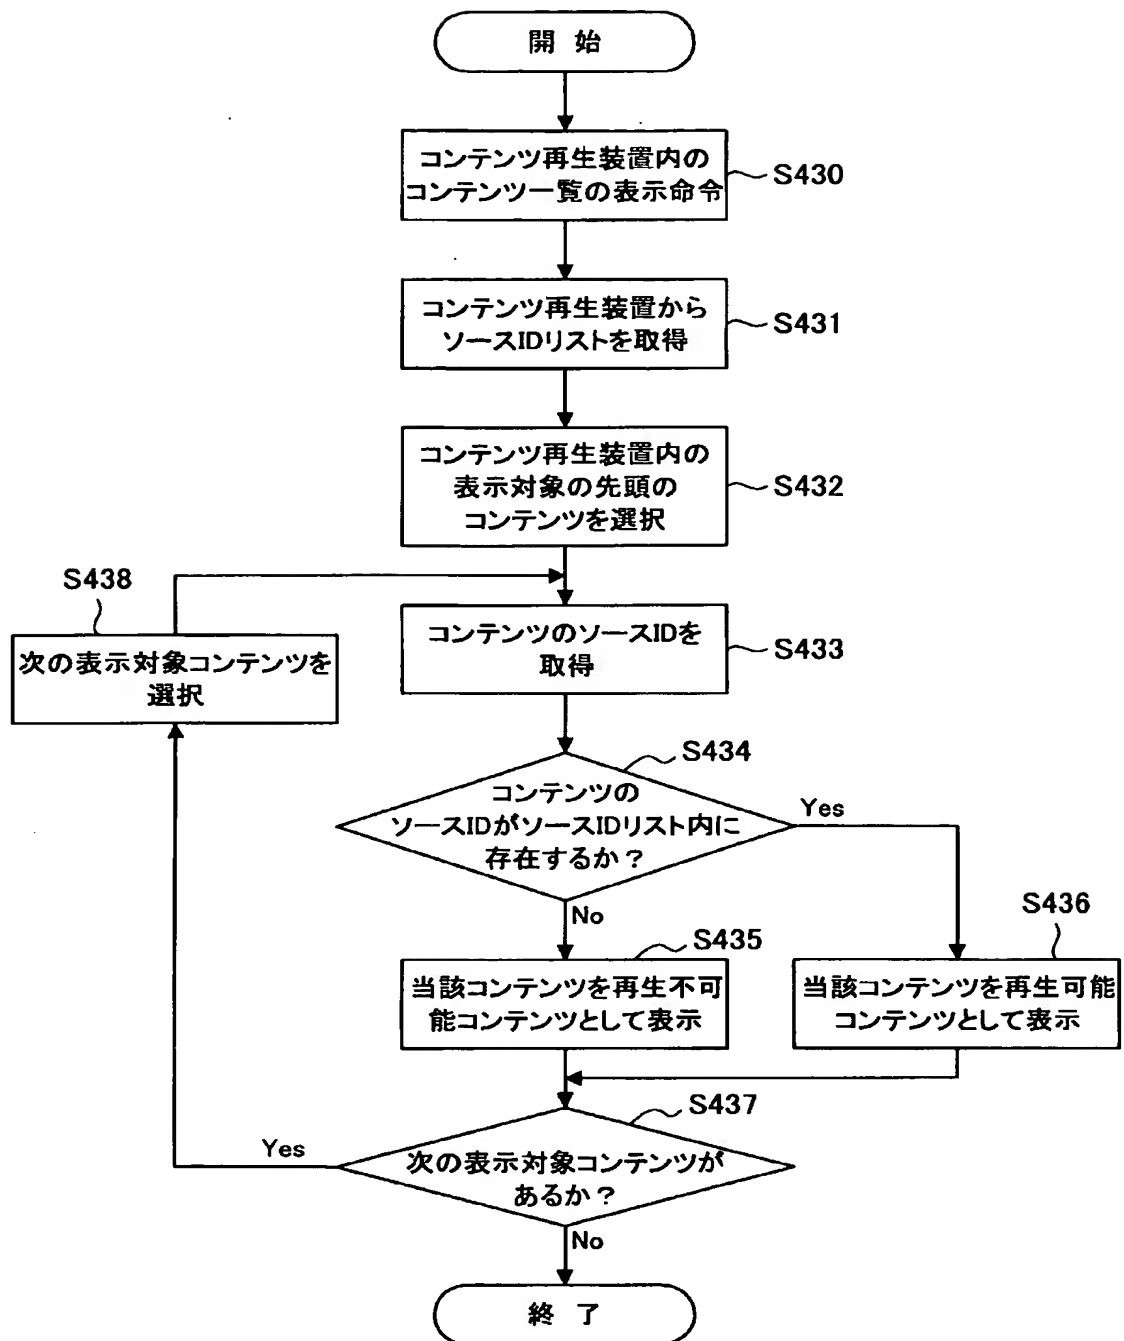 開 始
コンテンツ再生装置内の
コンテンツ一覧の表示命令
S430
コンテンツ再生装置から
ソースIDリストを取得
S431
コンテンツ再生装置内の
表示対象の先頭の
コンテンツを選択
S432
S438
次の表示対象コンテンツを
選択
コンテンツのソースIDを
取得
S433
S434
コンテンツの
ソースIDがソースIDリスト内に
存在するか?
Yes
No
S435
当該コンテンツを再生不可
能コンテンツとして表示
S436
当該コンテンツを再生可能
コンテンツとして表示
S437
次の表示対象コンテンツが
あるか?
Yes
No
終 了